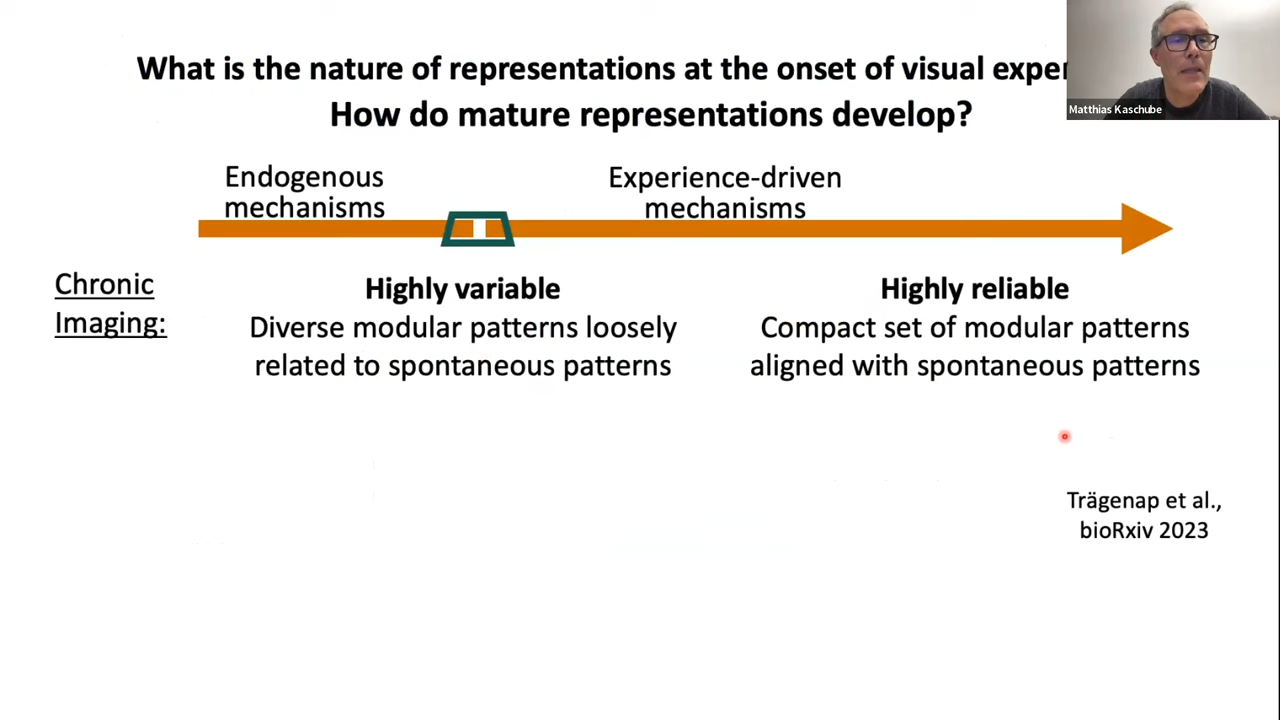 What is the nature of representations at the onset of visual exper
How do mature representations develop?
Matthias Kaschube
Endogenous
mechanisms
Experience-driven
mechanisms
Chronic
Imaging:
Highly variable
Diverse modular patterns loosely
related to spontaneous patterns
Highly reliable
Compact set of modular patterns
aligned with spontaneous patterns
Trägenap et al.,
bioRxiv 2023